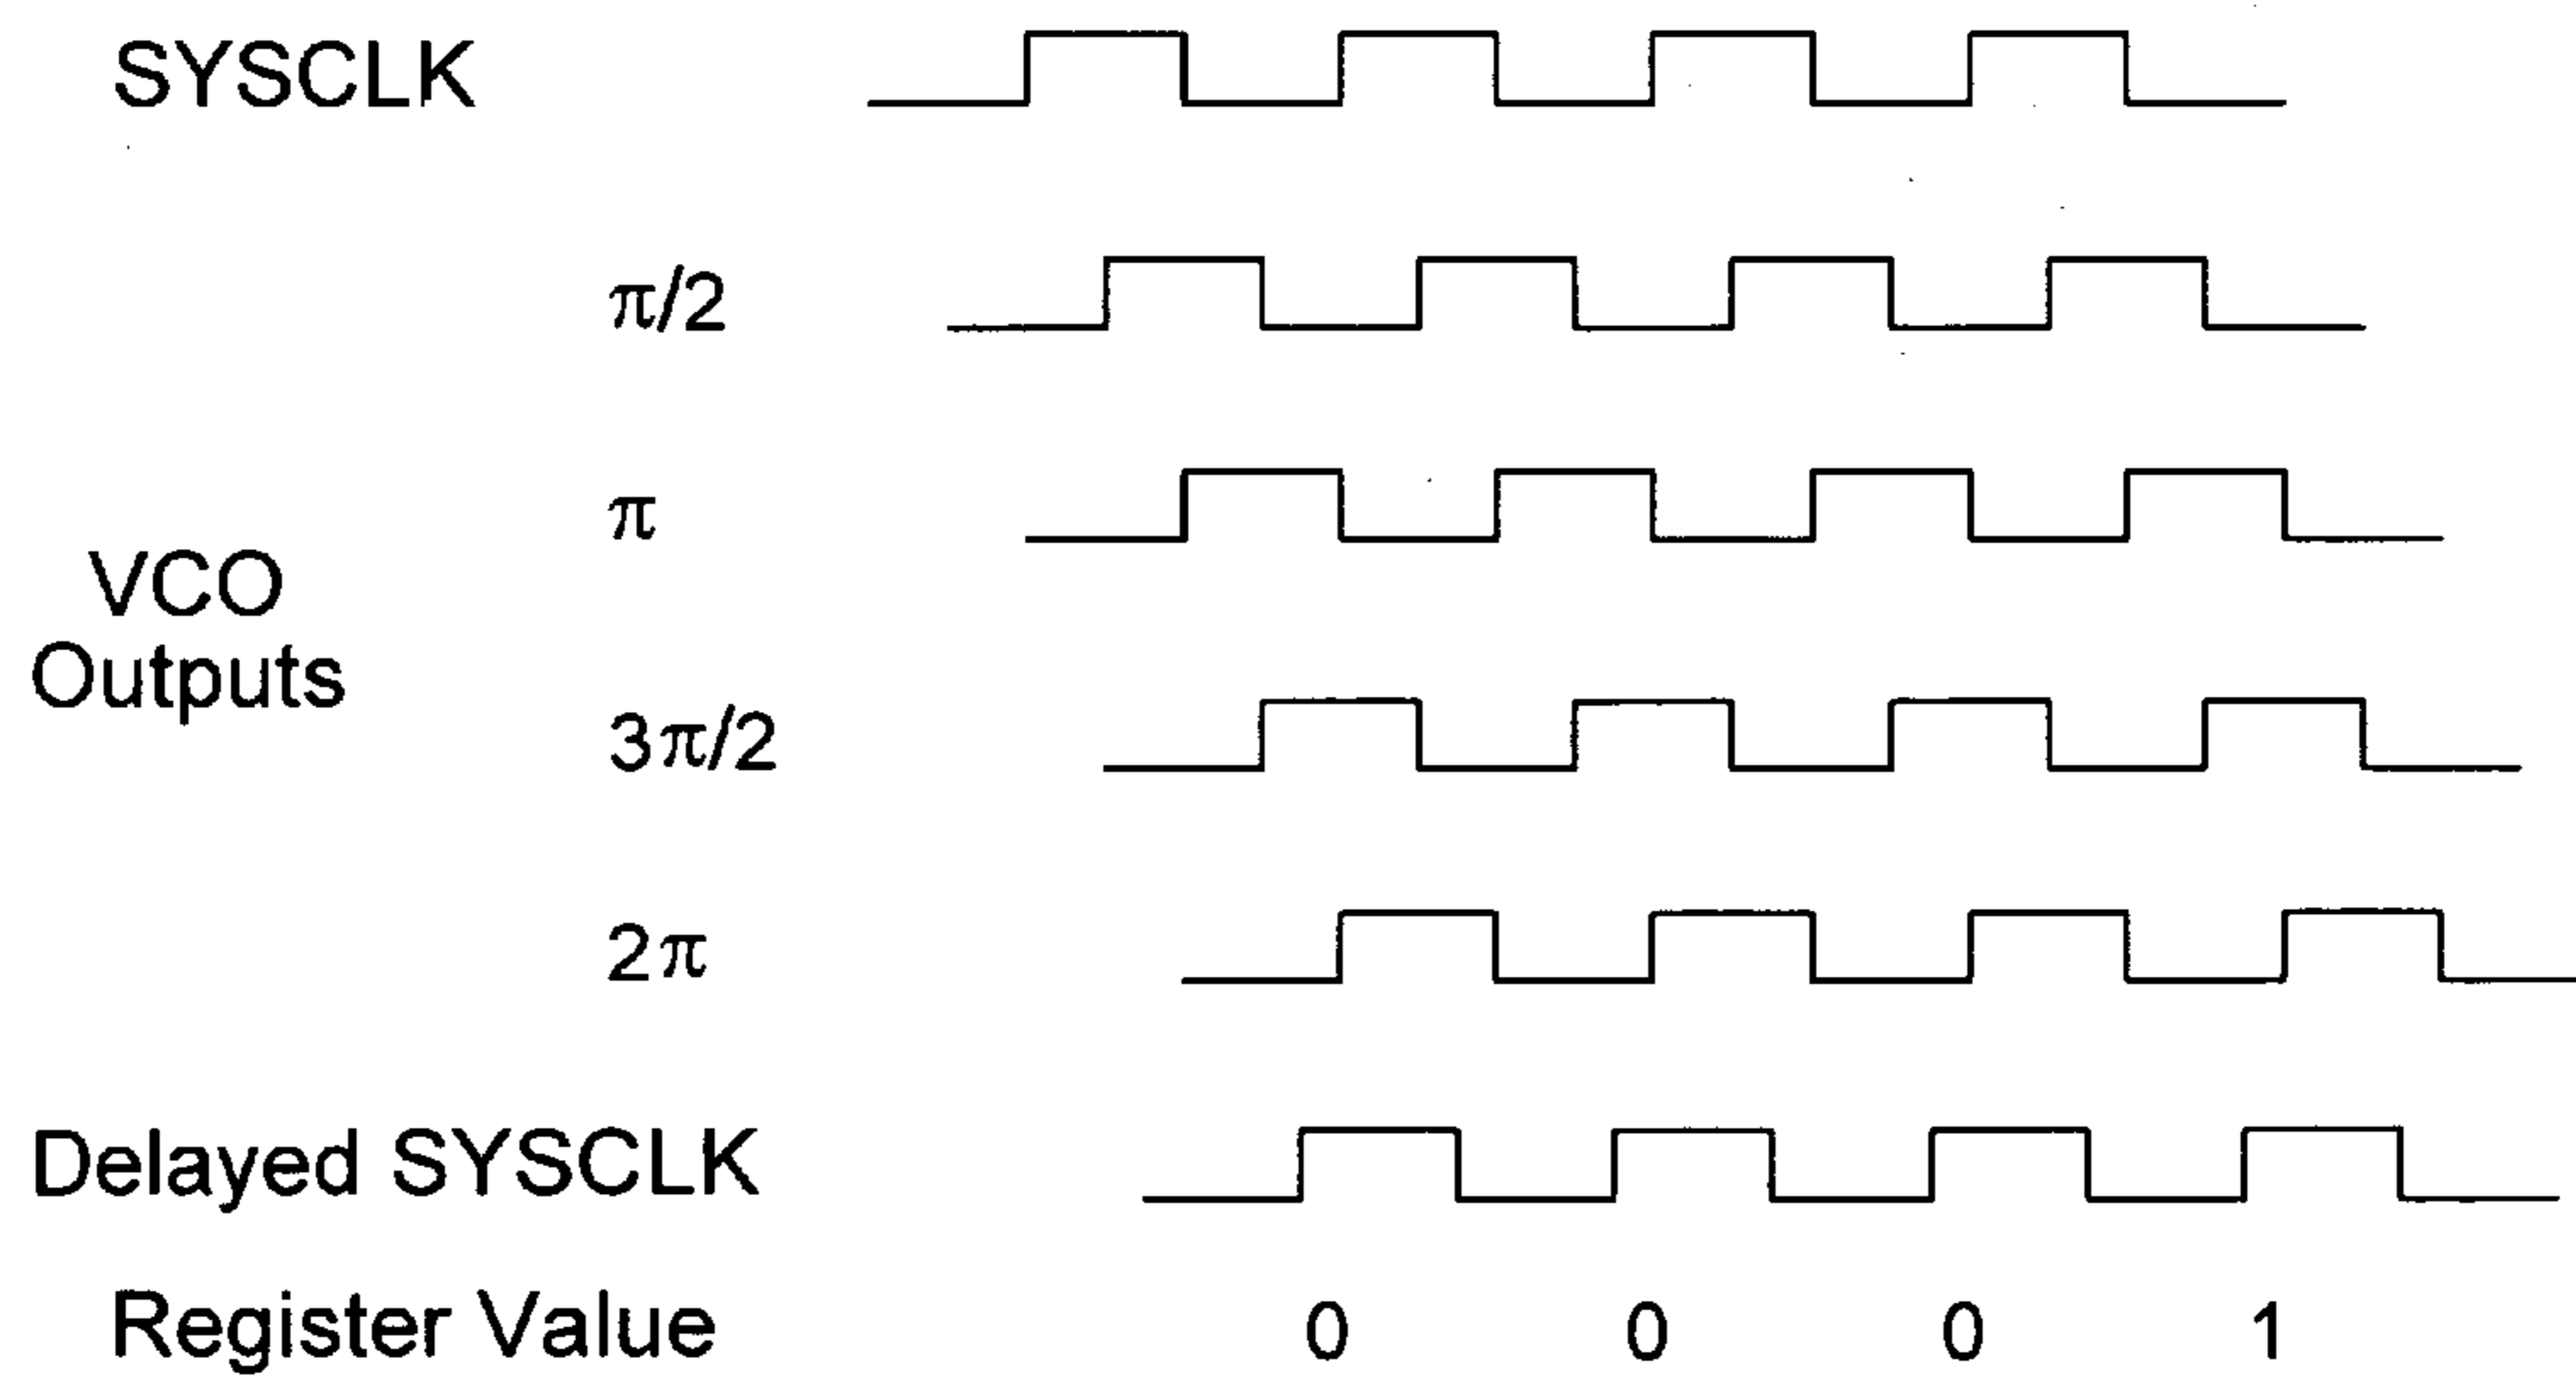 SYSCLK
π/2
π
VCO
Outputs
3π/2
2π
Delayed SYSCLK
Register Value 0 0 0 1